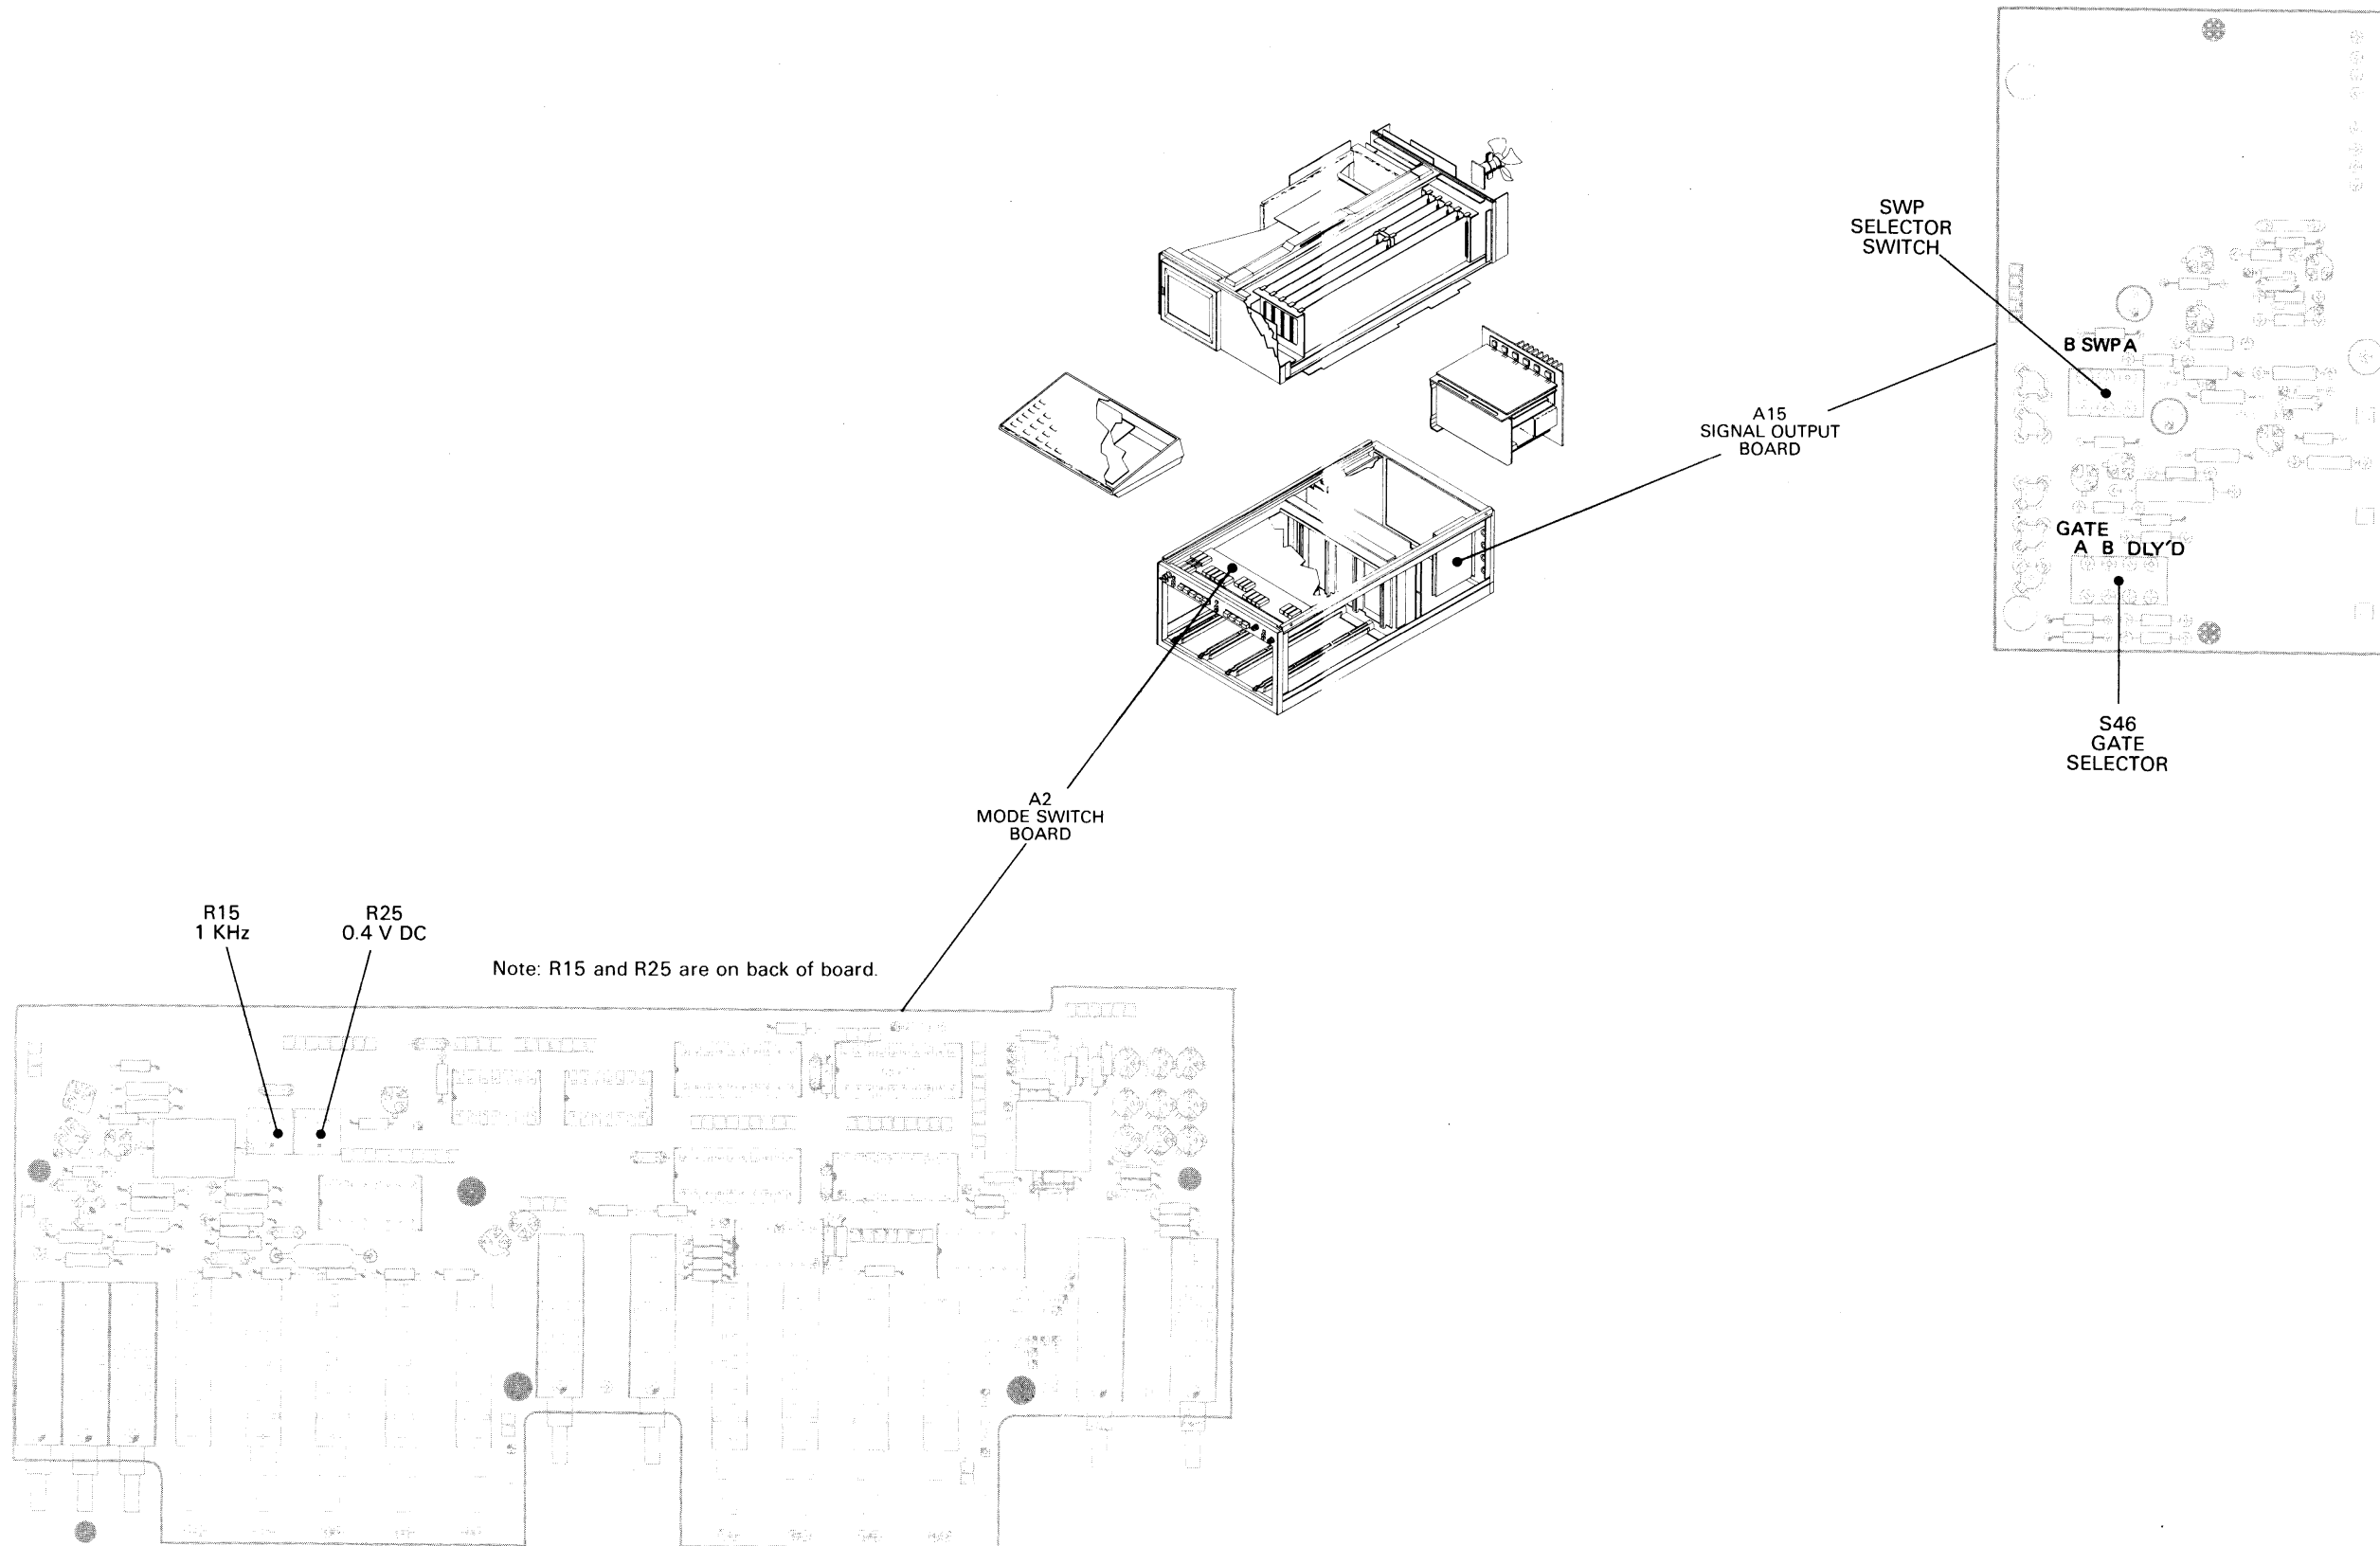 SWP
SELECTOR
SWITCH
B SWP A
A15
SIGNAL OUTPUT
BOARD
GATE
A B DLY'D
S46
GATE
SELECTOR
A2
MODE SWITCH
BOARD
R15
1 KHz
R25
0.4 V DC
Note: R15 and R25 are on back of board.